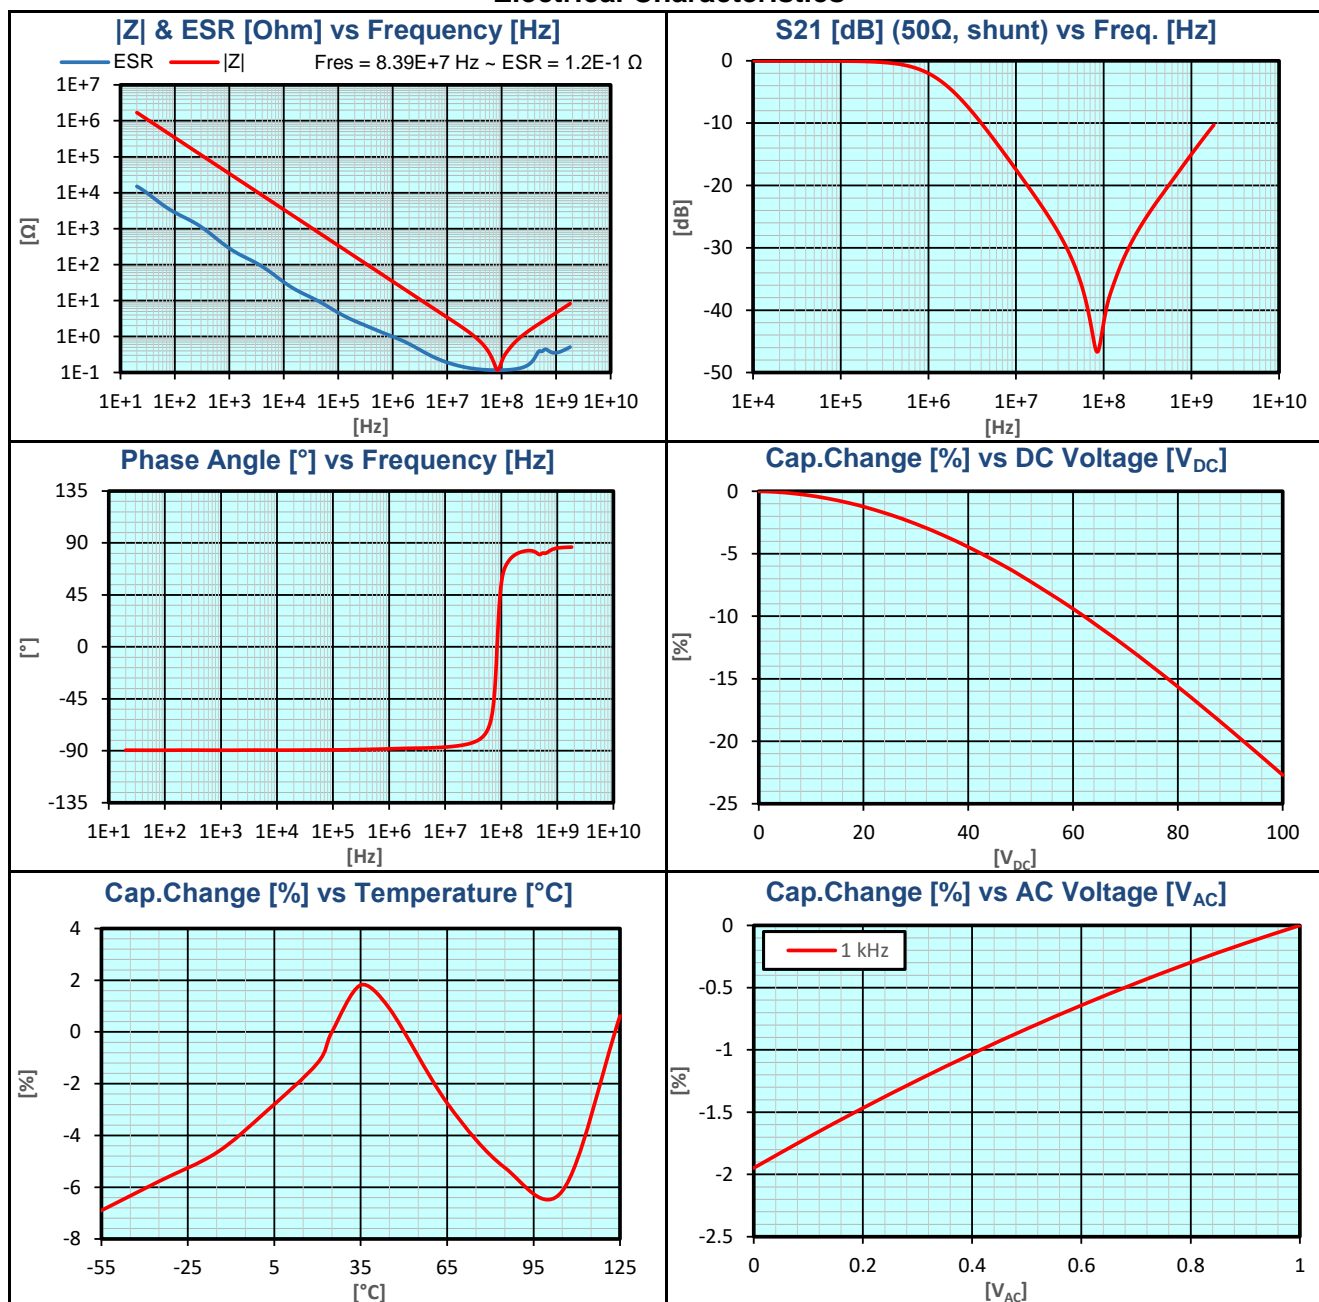 |Z| & ESR [Ohm] vs Frequency [Hz]
ESR |Z| Fres = 8.39E+7 Hz ~ ESR = 1.2E-1 Ω
1E+7
1E+6
1E+5
1E+4
1E+3
1E+2
1E+1
1E+0
1E-1
[Ω]
1E+1 1E+2 1E+3 1E+4 1E+5 1E+6 1E+7 1E+8 1E+9 1E+10
[Hz]
S21 [dB] (50Ω, shunt) vs Freq. [Hz]
0
-10
-20
-30
-40
-50
[dB]
1E+4 1E+5 1E+6 1E+7 1E+8 1E+9 1E+10
[Hz]
Phase Angle [°] vs Frequency [Hz]
135
90
45
0
-45
-90
-135
[°]
1E+1 1E+2 1E+3 1E+4 1E+5 1E+6 1E+7 1E+8 1E+9 1E+10
[Hz]
Cap.Change [%] vs DC Voltage [VDC]
0
-5
-10
-15
-20
-25
[%]
0 20 40 60 80 100
[VDC]
Cap.Change [%] vs Temperature [°C]
4
2
0
-2
-4
-6
-8
[%]
-55 -25 5 35 65 95 125
[°C]
Cap.Change [%] vs AC Voltage [VAC]
1 kHz
0
-0.5
-1
-1.5
-2
-2.5
[%]
0 0.2 0.4 0.6 0.8 1
[VAC]